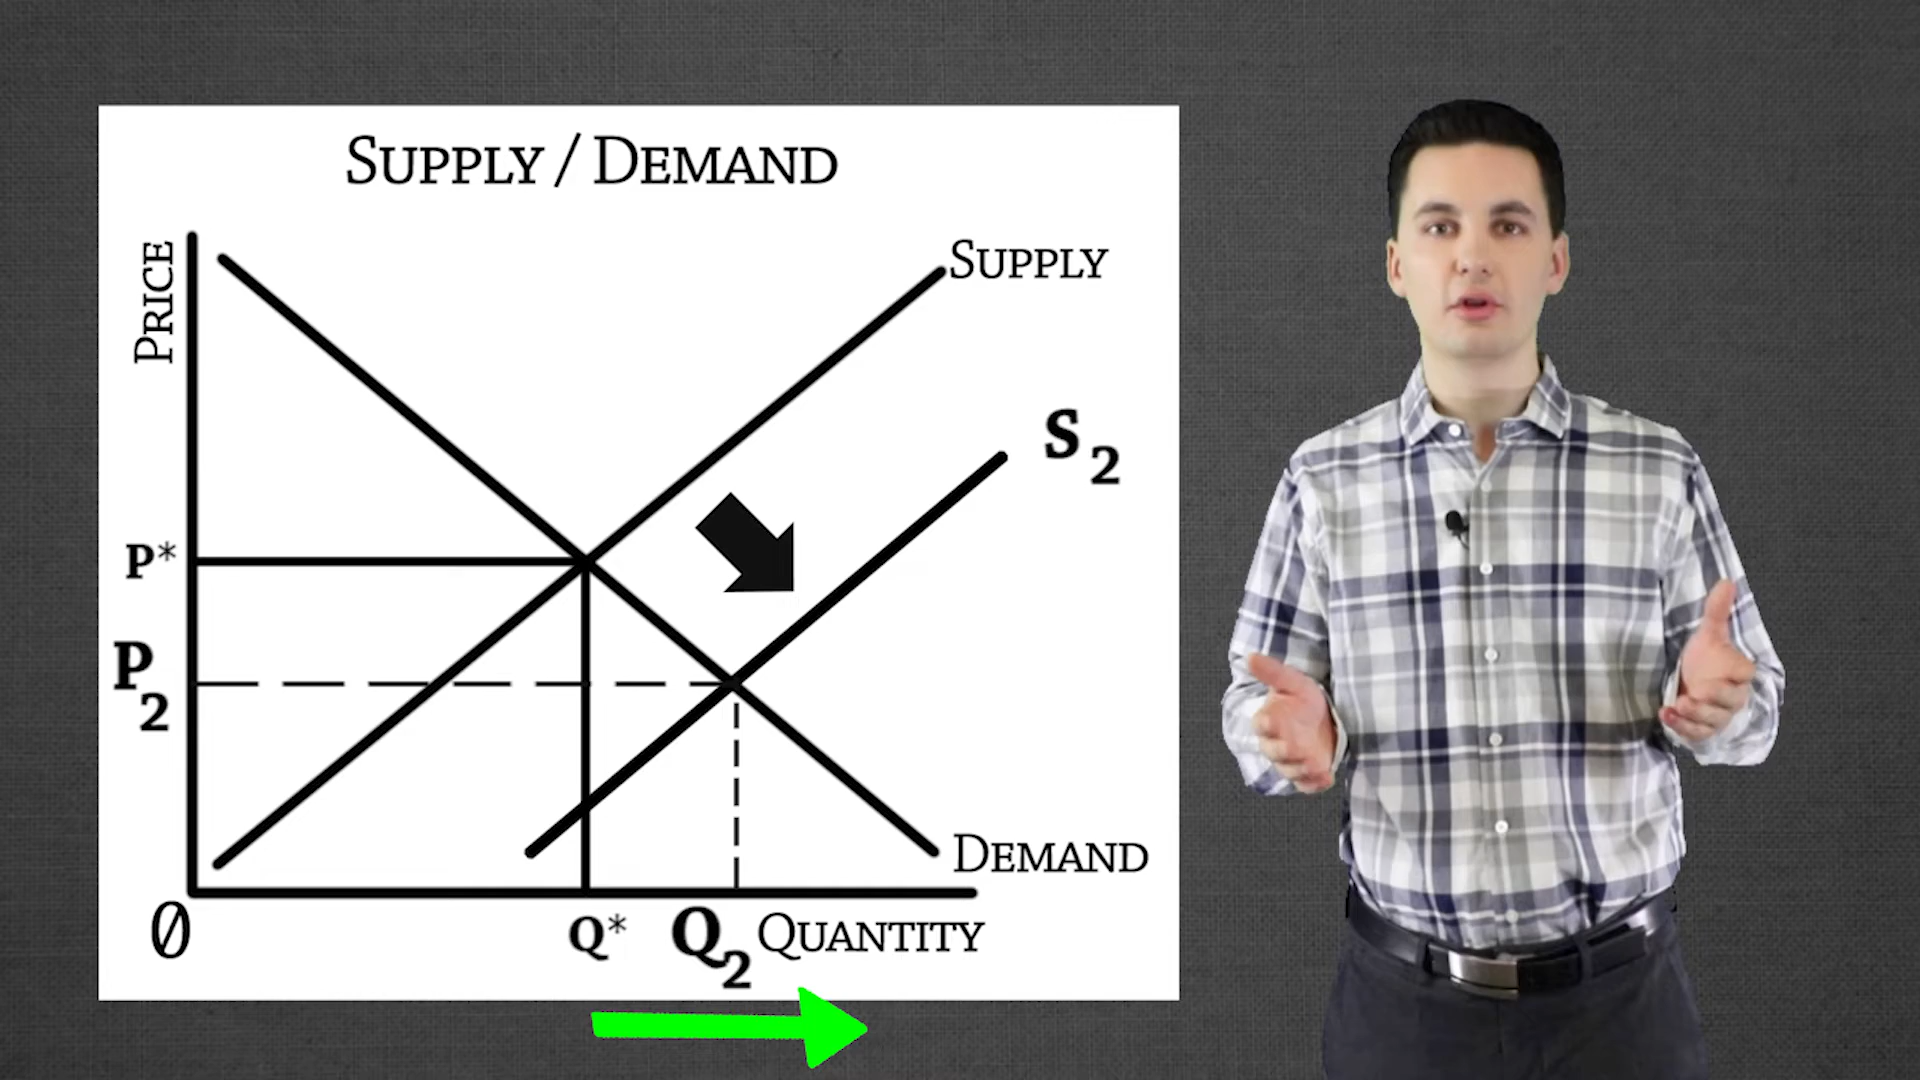 SUPPLY / DEMAND
PRICE
SUPPLY
S2
P*
P2
DEMAND
0
Q*
Q2
QUANTITY